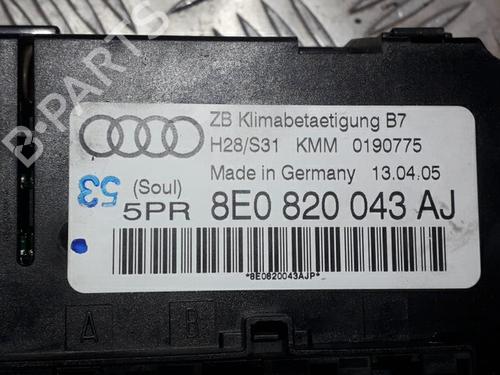 ZB Klimabetaetigung B7
H28/S31 KMM 0190775
Made in Germany 13.04.05
53
(Soul)
5PR 8E0 820 043 AJ
*8E0820043AJP*
A B
B-PARTS